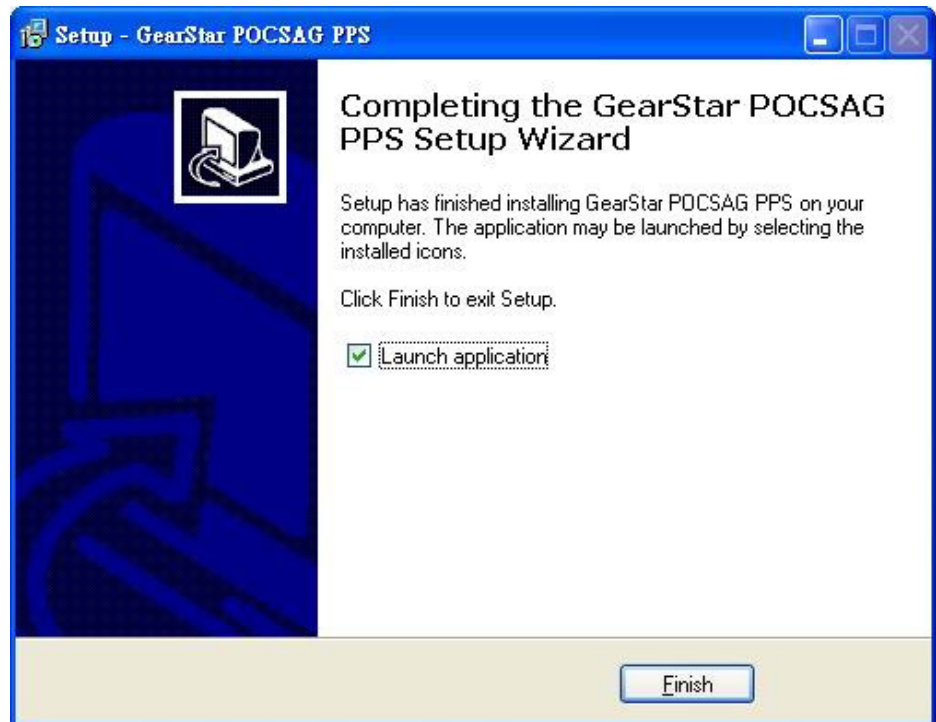 Setup - GearStar POCSAG PPS
Completing the GearStar POCSAG
PPS Setup Wizard
Setup has finished installing GearStar POCSAG PPS on your
computer. The application may be launched by selecting the
installed icons.
Click Finish to exit Setup.
Launch application
Finish